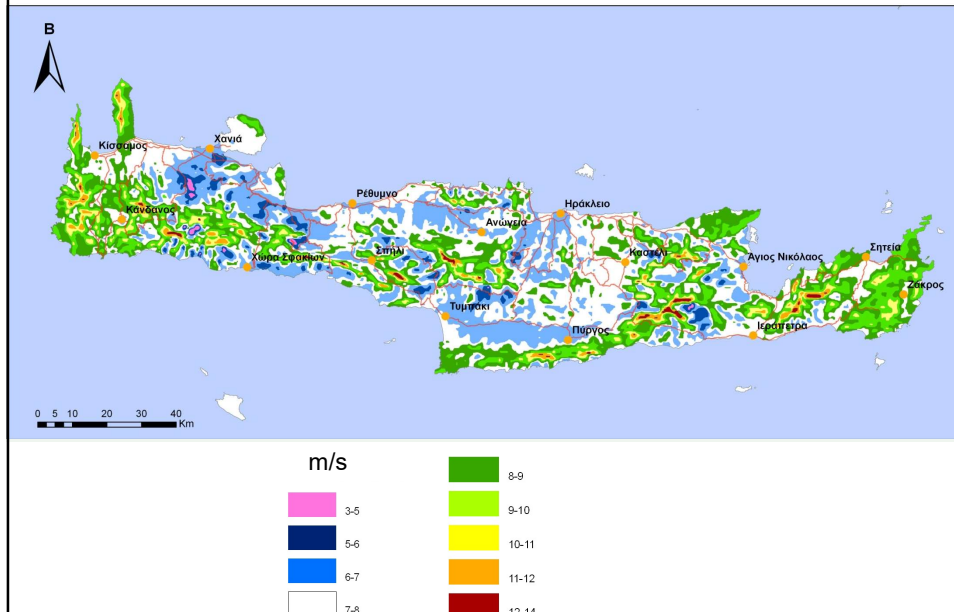 B
Χανιά
Κίσσαμος
Ρέθυμνο
Ηράκλειο
Κάνδανος
Ανώγεια
Σπήλι
Καστέλι
Άγιος Νικόλαος
Σητεία
Χώρα Σφακίων
Ζάκρος
Τυμπάκι
Πύργος
Ιεράπετρα
0 5 10 20 30 40
Km
m/s
3-5
5-6
6-7
7-8
8-9
9-10
10-11
11-12
12-14